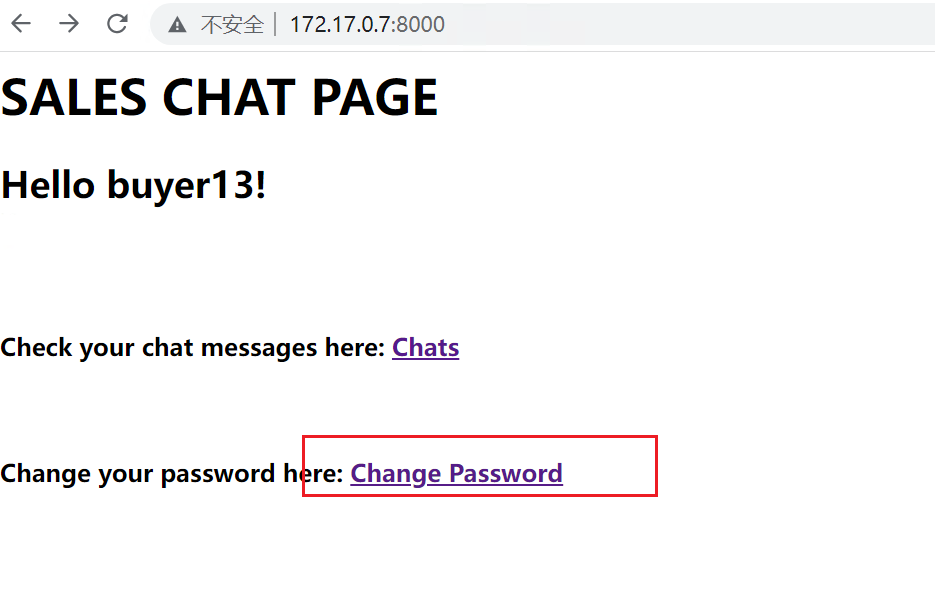 不安全 172.17.0.7:8000
SALES CHAT PAGE
Hello buyer13!
Check your chat messages here: Chats
Change your password here: Change Password